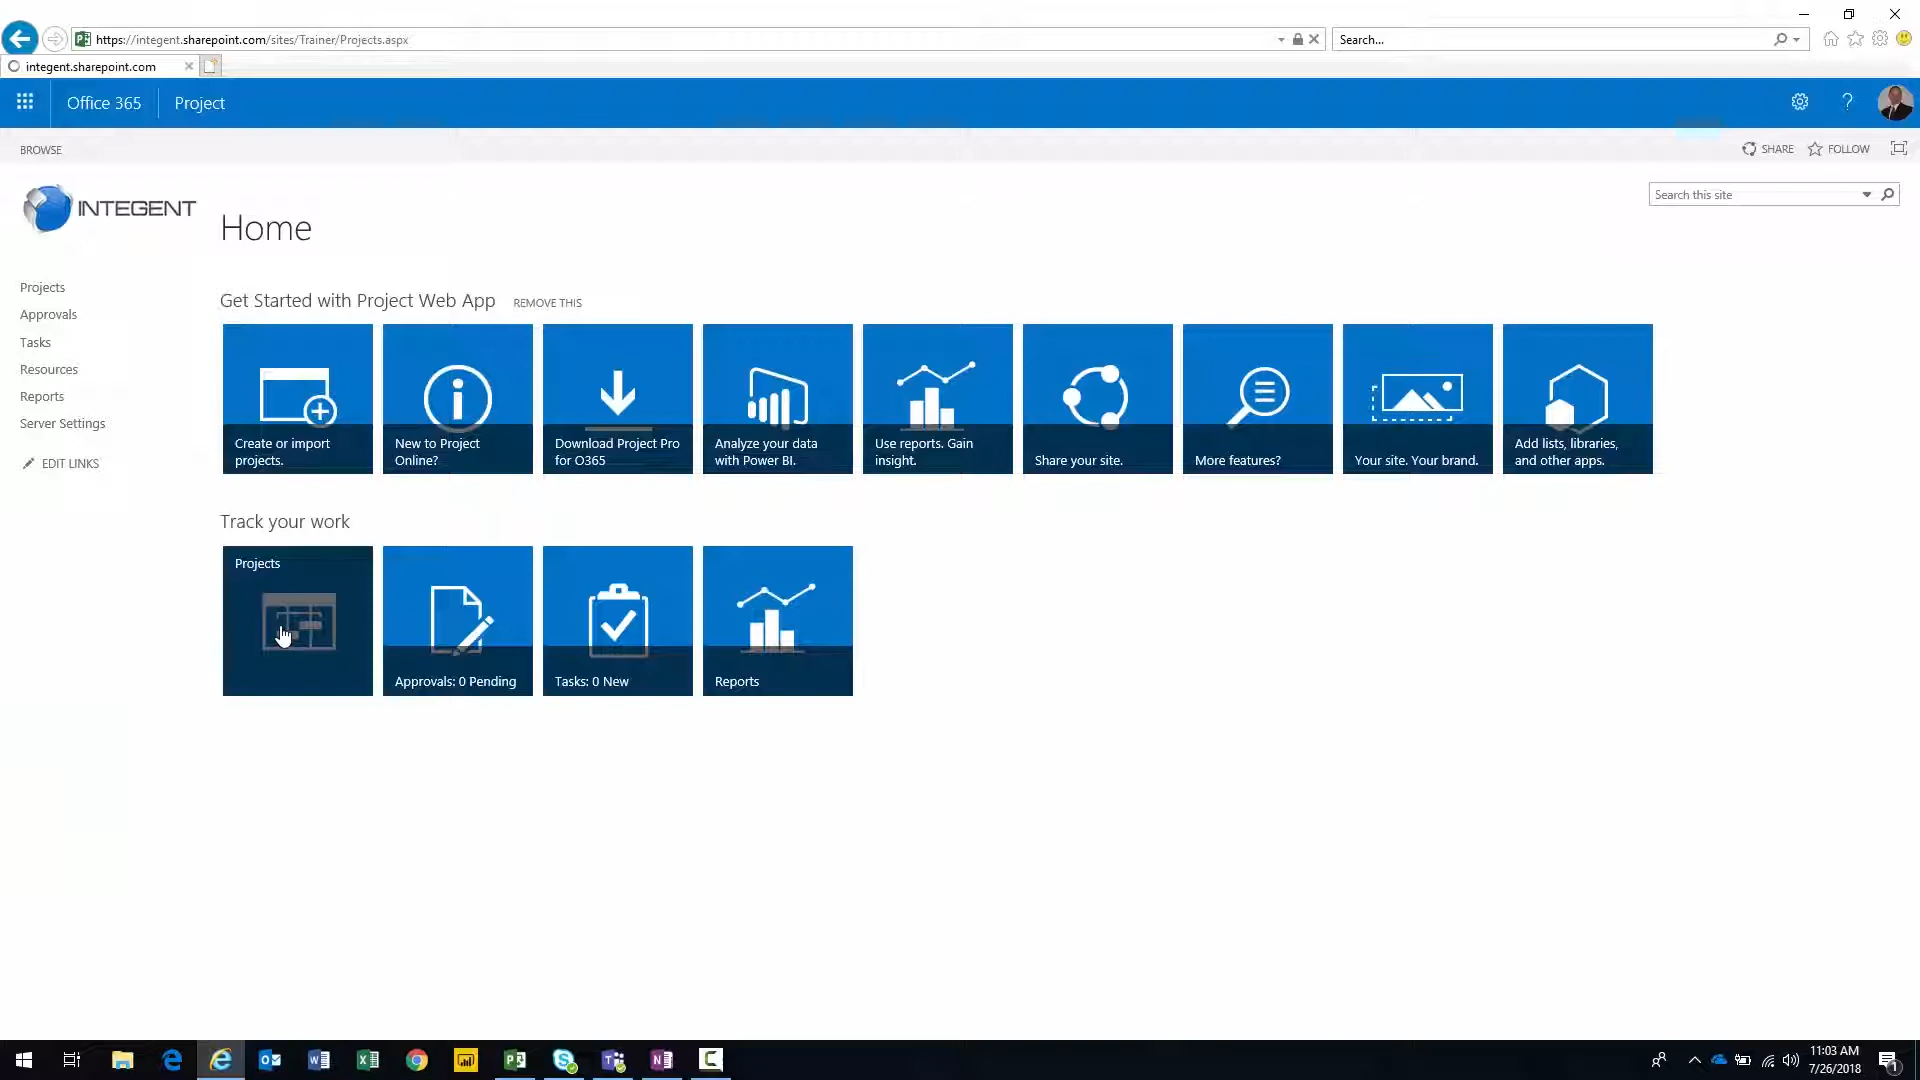 https://integent.sharepoint.com/sites/Trainer/Projects.aspx
Search...
integent.sharepoint.com
Office 365
Project
?
BROWSE
SHARE
FOLLOW
INTEGENT
Home
Search this site
Projects
Approvals
Tasks
Resources
Reports
Server Settings
EDIT LINKS
Get Started with Project Web App
REMOVE THIS
Create or import
projects.
New to Project
Online?
Download Project Pro
for O365
Analyze your data
with Power BI.
Use reports. Gain
insight.
Share your site.
More features?
Your site. Your brand.
Add lists, libraries,
and other apps.
Track your work
Projects
Approvals: 0 Pending
Tasks: 0 New
Reports
11:03 AM
7/26/2018
1